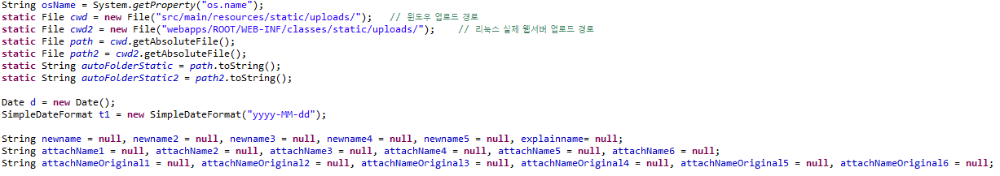 String osName = System.getProperty("os.name");
static File cwd = new File("src/main/resources/static/uploads/");   // 윈도우 업로드 경로
static File cwd2 = new File("webapps/ROOT/WEB-INF/classes/static/uploads/");    // 리눅스 실제 웹서버 업로드 경로
static File path = cwd.getAbsoluteFile();
static File path2 = cwd2.getAbsoluteFile();
static String autoFolderStatic = path.toString();
static String autoFolderStatic2 = path2.toString();

Date d = new Date();
SimpleDateFormat t1 = new SimpleDateFormat("yyyy-MM-dd");

String newname = null, newname2 = null, newname3 = null, newname4 = null, newname5 = null, explainname= null;
String attachName1 = null, attachName2 = null, attachName3 = null, attachName4 = null, attachName5 = null, attachName6 = null;
String attachNameOriginal1 = null, attachNameOriginal2 = null, attachNameOriginal3 = null, attachNameOriginal4 = null, attachNameOriginal5 = null, attachNameOriginal6 = null;